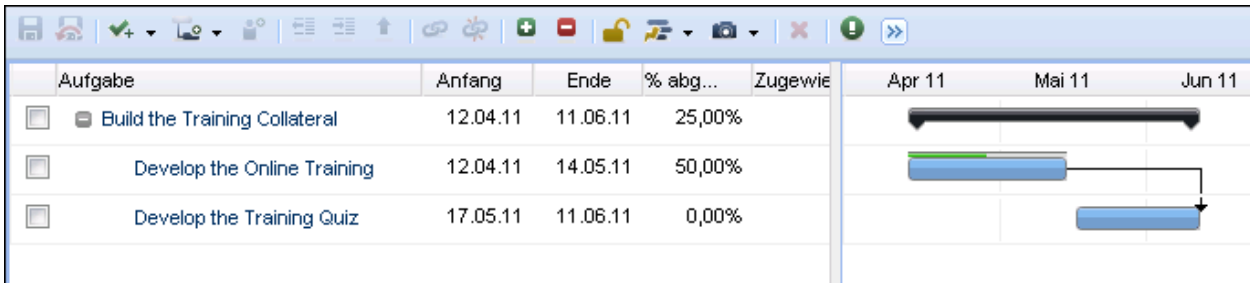 Aufgabe Anfang Ende % abg... Zugewie Apr 11 Mai 11 Jun 11
Build the Training Collateral 12.04.11 11.06.11 25,00%
Develop the Online Training 12.04.11 14.05.11 50,00%
Develop the Training Quiz 17.05.11 11.06.11 0,00%